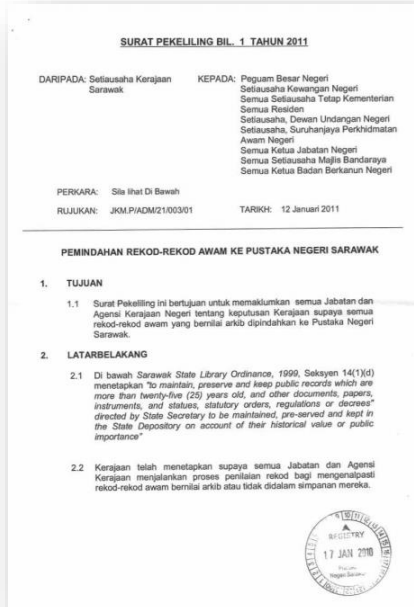 SURAT PEKELILING BIL. 1 TAHUN 2011
DARIPADA: Setiausaha Kerajaan Sarawak
KEPADA: Peguam Besar Negeri
Setiausaha Kewangan Negeri
Semua Setiausaha Tetap Kementerian
Semua Residen
Setiausaha, Dewan Undangan Negeri
Setiausaha, Suruhanjaya Perkhidmatan
Awam Negeri
Semua Ketua Jabatan Negeri
Semua Setiausaha Majlis Bandaraya
Semua Ketua Badan Berkanun Negeri
PERKARA: Sila lihat Di Bawah
RUJUKAN: JKM.P/ADM/21/003/01 TARIKH: 12 Januari 2011
PEMINDAHAN REKOD-REKOD AWAM KE PUSTAKA NEGERI SARAWAK
1. TUJUAN
1.1 Surat Pekeliling ini bertujuan untuk memaklumkan semua Jabatan dan
Agensi Kerajaan Negeri tentang keputusan Kerajaan supaya semua
rekod-rekod awam yang bernilai arkib dipindahkan ke Pustaka Negeri
Sarawak.
2. LATARBELAKANG
2.1 Di bawah Sarawak State Library Ordinance, 1999, Seksyen 14(1)(d)
menetapkan "to maintain, preserve and keep public records which are
more than twenty-five (25) years old, and other documents, papers,
instruments, and statues, statutory orders, regulations or decrees"
directed by State Secretary to be maintained, pre-served and kept in
the State Depository on account of their historical value or public
importance"
2.2 Kerajaan telah menetapkan supaya semua Jabatan dan Agensi
Kerajaan menjalankan proses penilaian rekod bagi mengenalpasti
rekod-rekod awam bernilai arkib atau tidak didalam simpanan mereka.
REGISTRY
17 JAN 2010